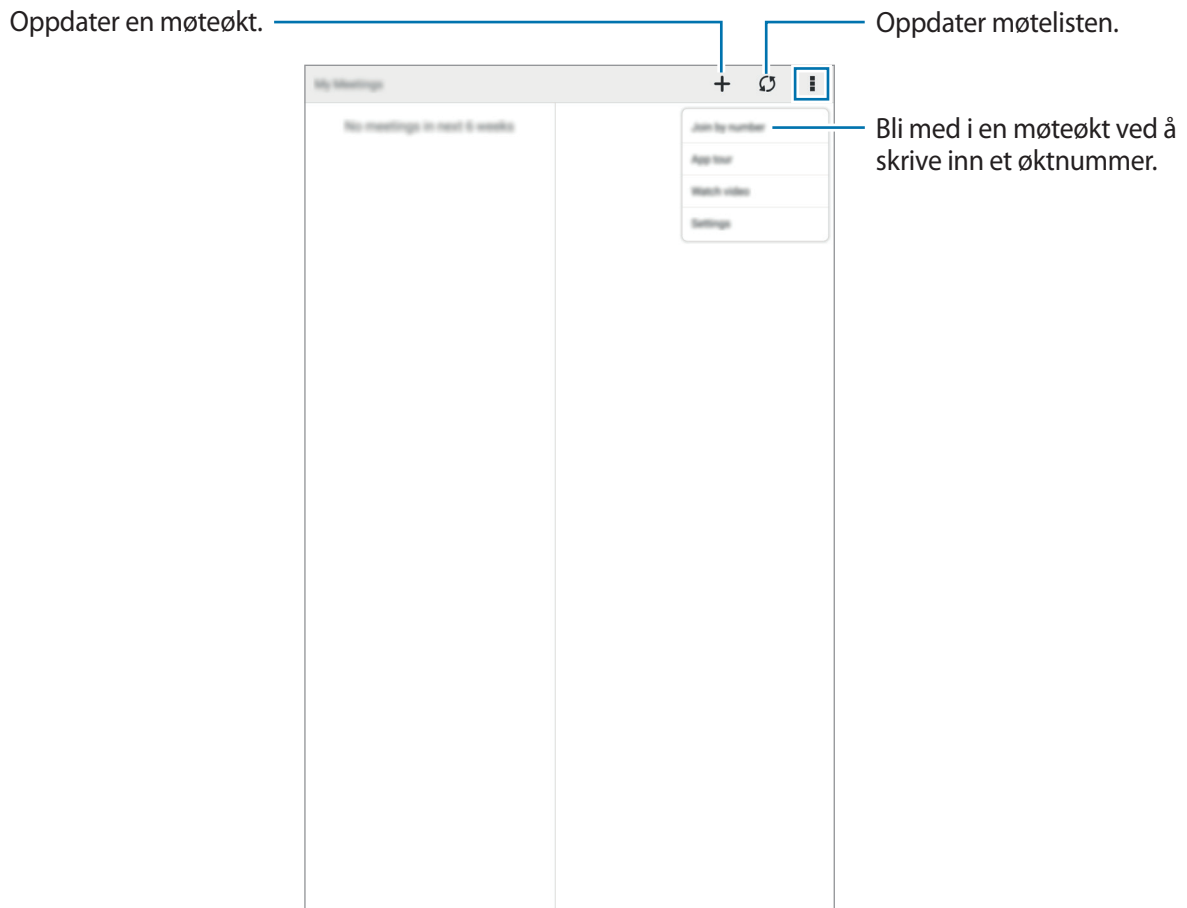 Oppdater en møteøkt.
Oppdater møtelisten.
My Meetings
No meetings in next 6 weeks
Join by number
Bli med i en møteøkt ved å
skrive inn et øktnummer.
App tour
Watch video
Settings